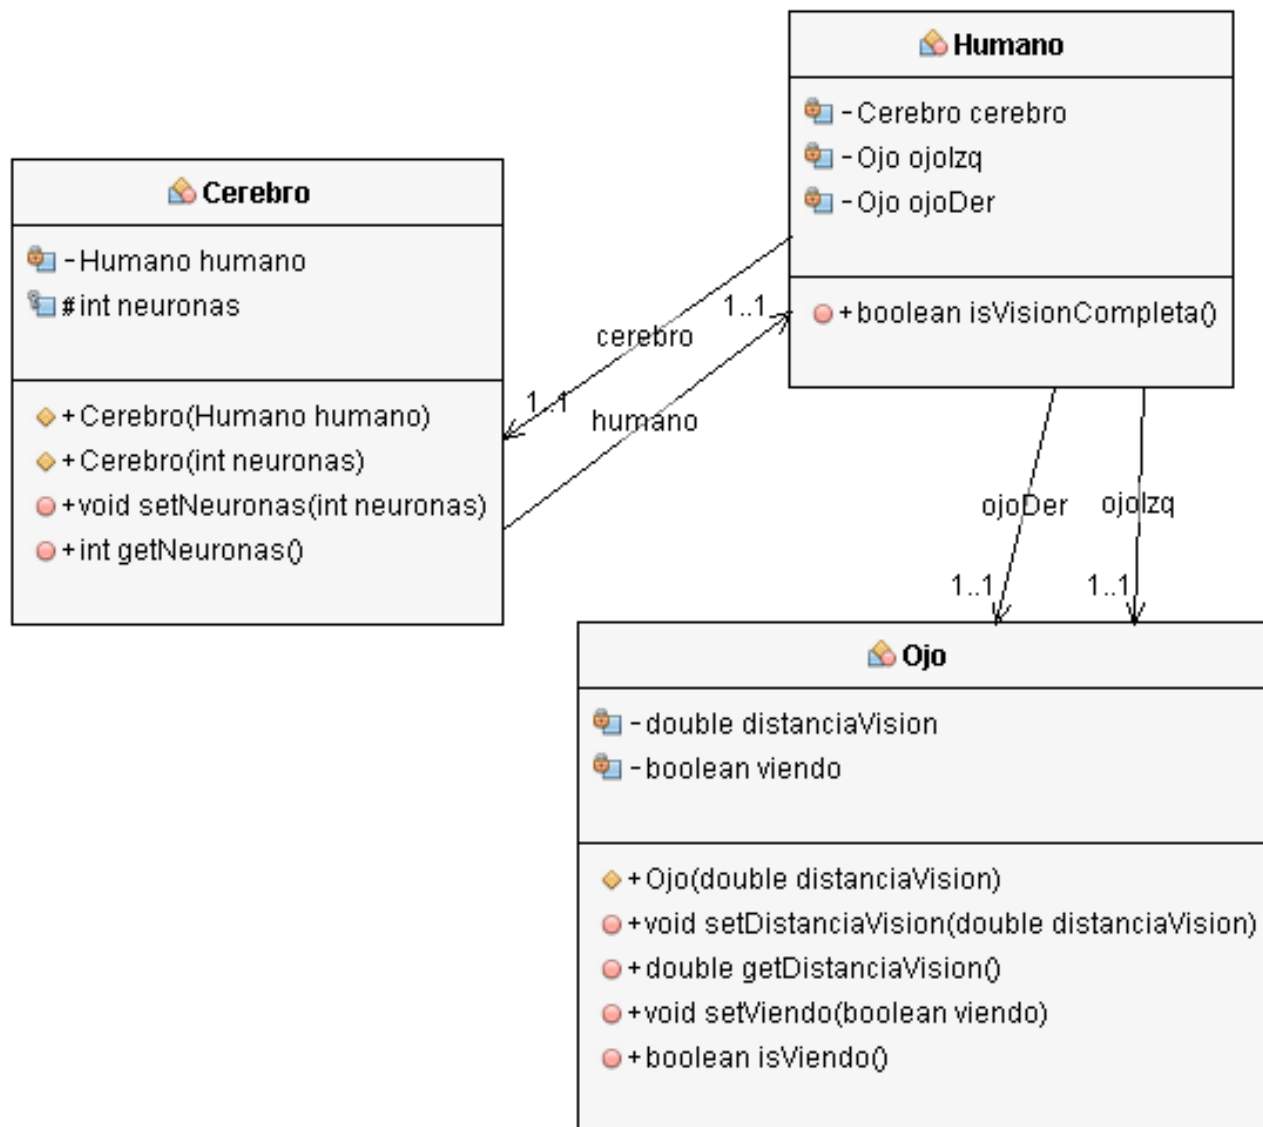 Humano
- Cerebro cerebro
- Ojo ojoIzq
- Ojo ojoDer
+ boolean isVisionCompleta()
Cerebro
- Humano humano
# int neuronas
+ Cerebro(Humano humano)
+ Cerebro(int neuronas)
+ void setNeuronas(int neuronas)
+ int getNeuronas()
1..1
cerebro
1..1
humano
ojoDer
ojoIzq
1..1
1..1
Ojo
- double distanciaVision
- boolean viendo
+ Ojo(double distanciaVision)
+ void setDistanciaVision(double distanciaVision)
+ double getDistanciaVision()
+ void setViendo(boolean viendo)
+ boolean isViendo()